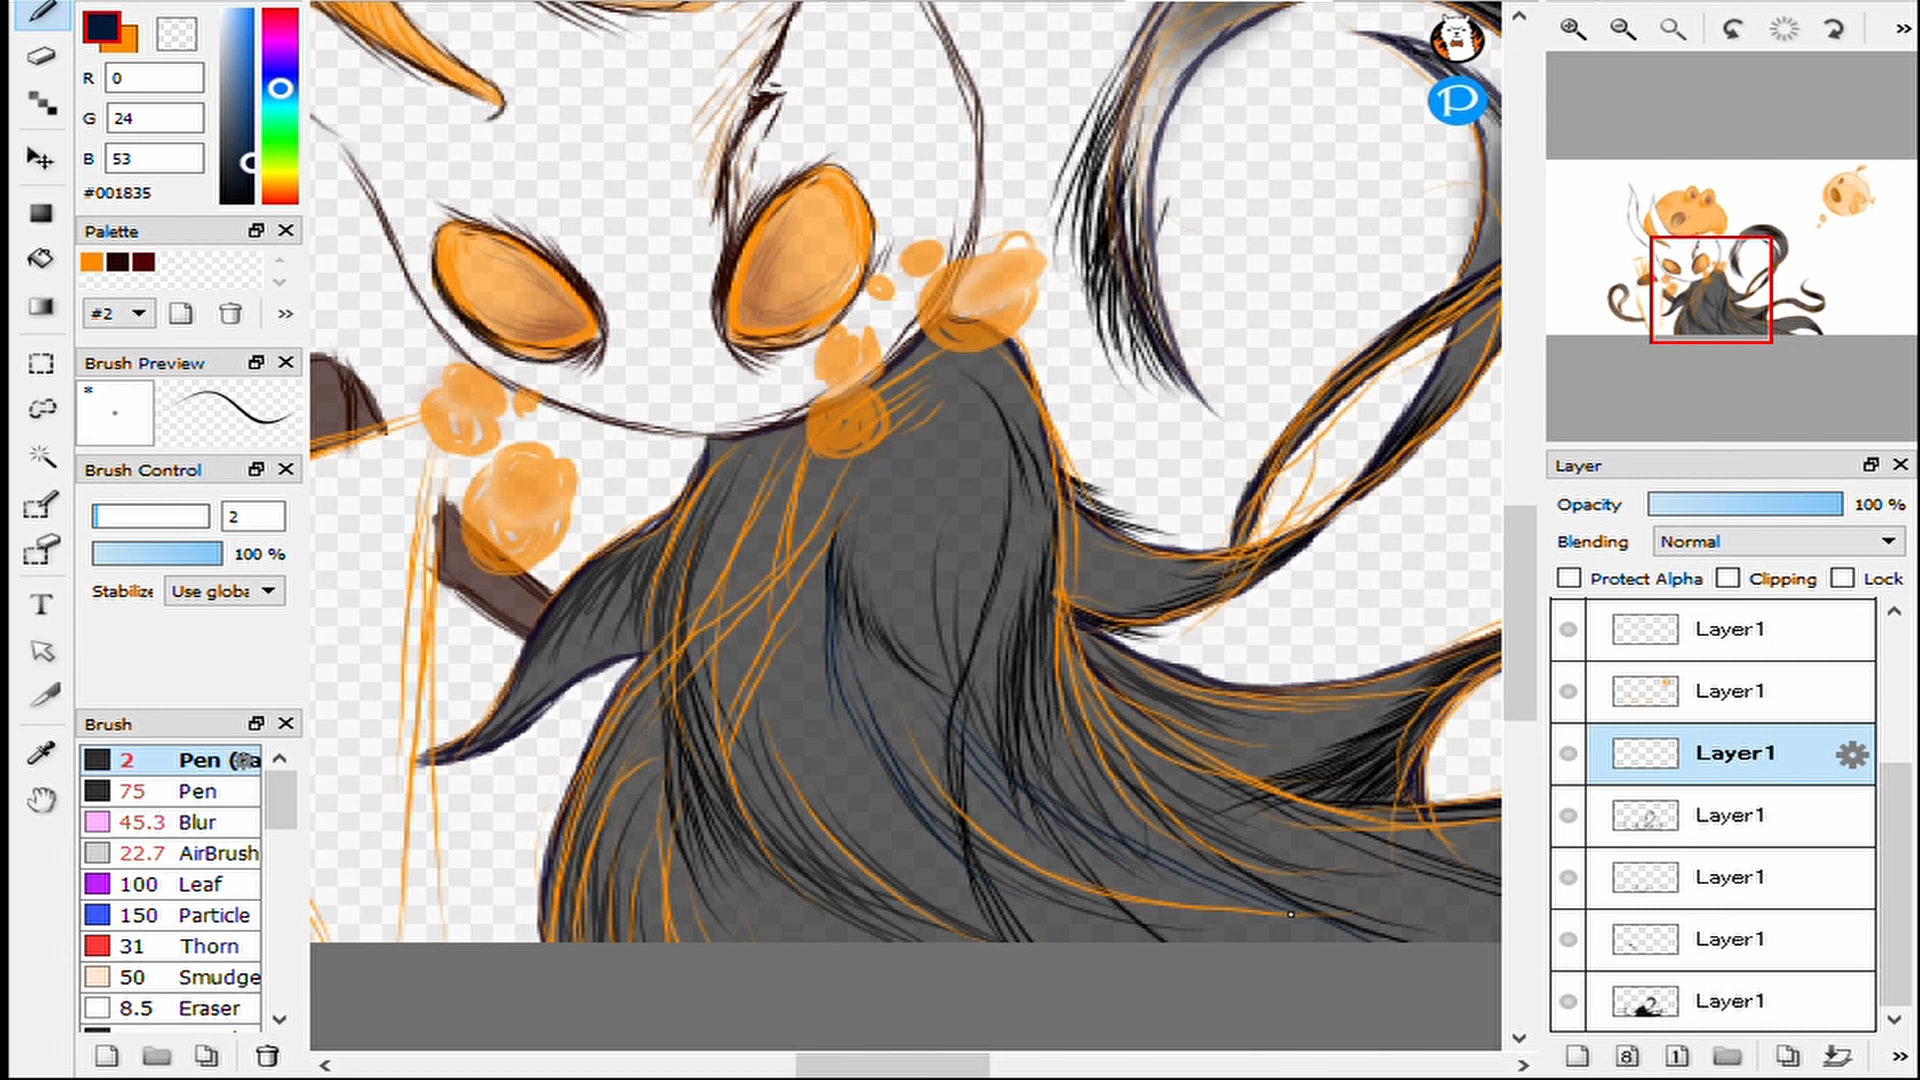 R 0
G 24
B 53
#001835
Palette
#2
Brush Preview
*
Brush Control
2
100 %
Stabilize Use globa
Brush
2 Pen (
75 Pen
45.3 Blur
22.7 AirBrush
100 Leaf
150 Particle
31 Thorn
50 Smudge
8.5 Eraser
T
P
Layer
Opacity 100 %
Blending Normal
Protect Alpha Clipping Lock
Layer1
Layer1
Layer1
Layer1
Layer1
Layer1
Layer1
8 1